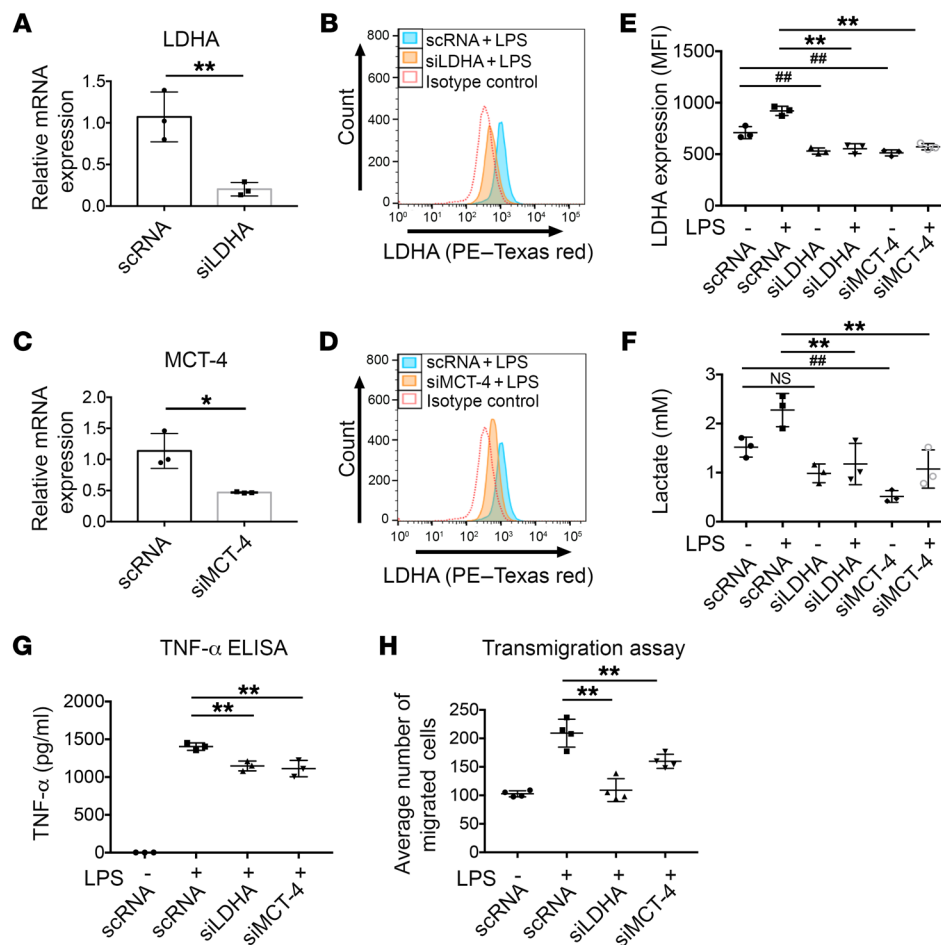 A
LDHA
**
Relative mRNA
expression
1.5
1.0
0.5
0.0
scRNA
siLDHA
B
Count
800
600
400
200
0
scRNA + LPS
siLDHA + LPS
Isotype control
10⁰ 10¹ 10² 10³ 10⁴ 10⁵
LDHA (PE–Texas red)
E
LDHA expression (MFI)
1500
1000
500
0
**
**
##
##
LPS - + - + - +
scRNA
scRNA
siLDHA
siLDHA
siMCT-4
siMCT-4
C
MCT-4
*
Relative mRNA
expression
2.0
1.5
1.0
0.5
0.0
scRNA
siMCT-4
D
Count
800
600
400
200
0
scRNA + LPS
siMCT-4 + LPS
Isotype control
10⁰ 10¹ 10² 10³ 10⁴ 10⁵
LDHA (PE–Texas red)
F
Lactate (mM)
3
2
1
0
**
**
##
NS
LPS - + - + - +
scRNA
scRNA
siLDHA
siLDHA
siMCT-4
siMCT-4
G
TNF-α ELISA
TNF-α (pg/ml)
2000
1500
1000
500
0
**
**
LPS - + + +
scRNA
scRNA
siLDHA
siMCT-4
H
Transmigration assay
Average number of
migrated cells
250
200
150
100
50
0
**
**
LPS - + + +
scRNA
scRNA
siLDHA
siMCT-4